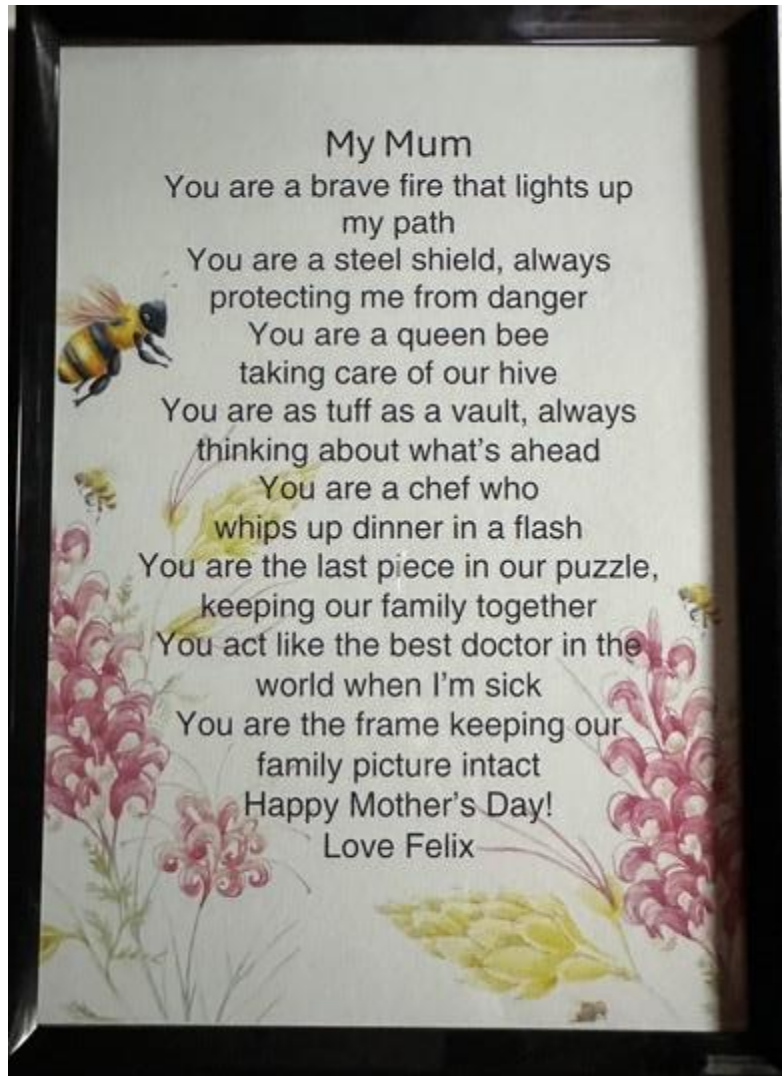 My Mum
You are a brave fire that lights up
my path
You are a steel shield, always
protecting me from danger
You are a queen bee
taking care of our hive
You are as tuff as a vault, always
thinking about what's ahead
You are a chef who
whips up dinner in a flash
You are the last piece in our puzzle,
keeping our family together
You act like the best doctor in the
world when I'm sick
You are the frame keeping our
family picture intact
Happy Mother's Day!
Love Felix